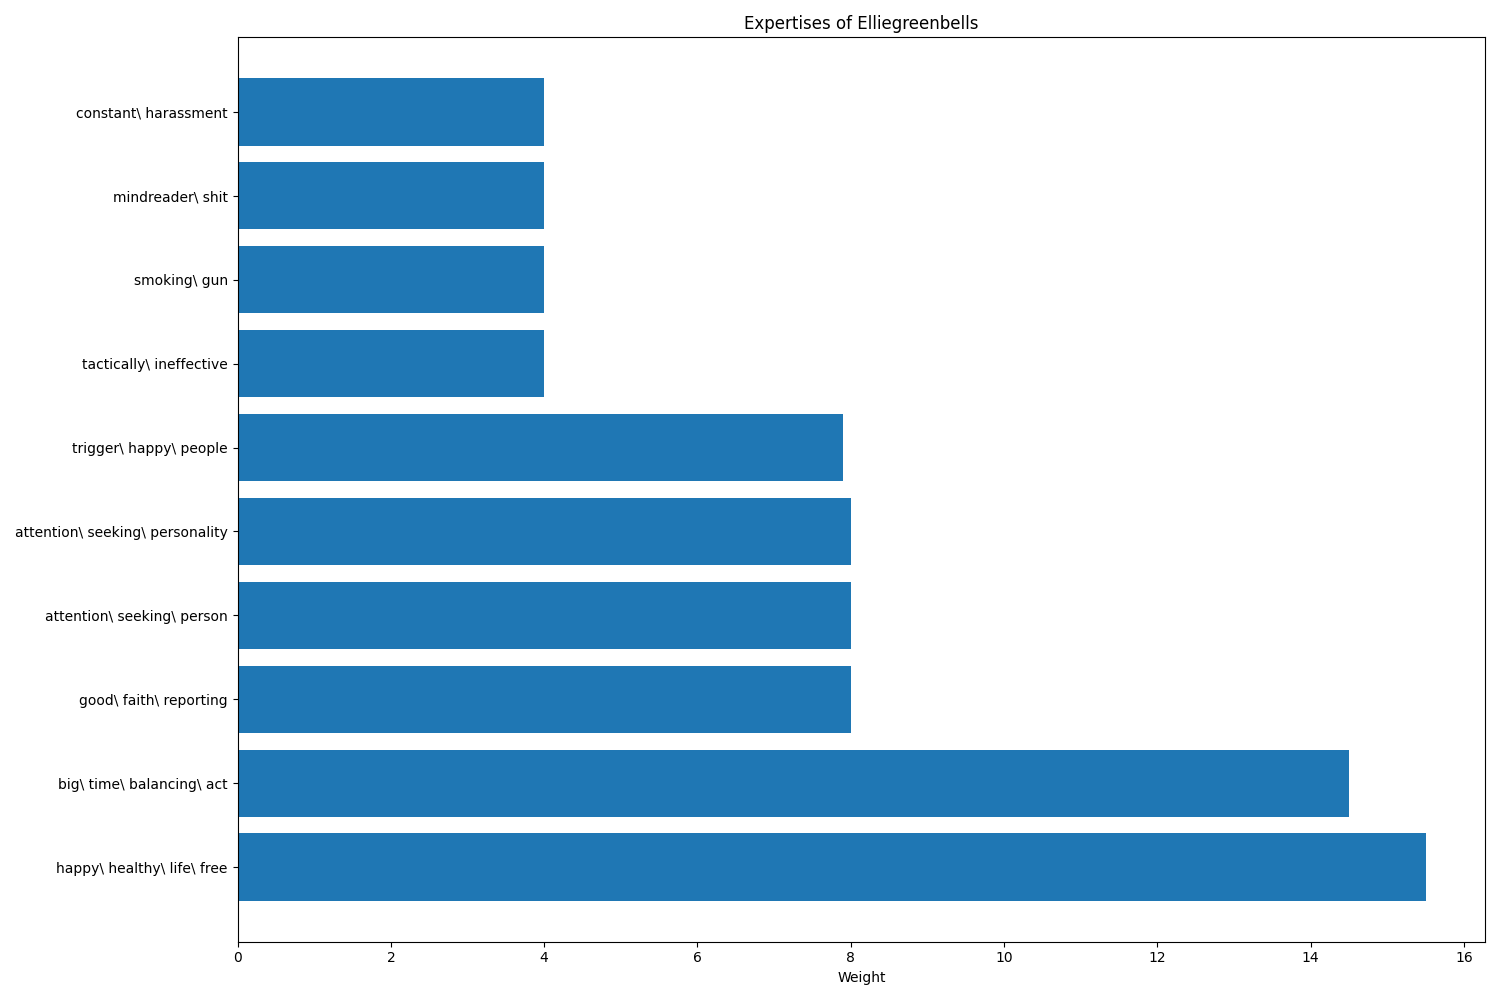 Expertises of Elliegreenbells
constant\ harassment
mindreader\ shit
smoking\ gun
tactically\ ineffective
trigger\ happy\ people
attention\ seeking\ personality
attention\ seeking\ person
good\ faith\ reporting
big\ time\ balancing\ act
happy\ healthy\ life\ free
0 2 4 6 8 10 12 14 16
Weight